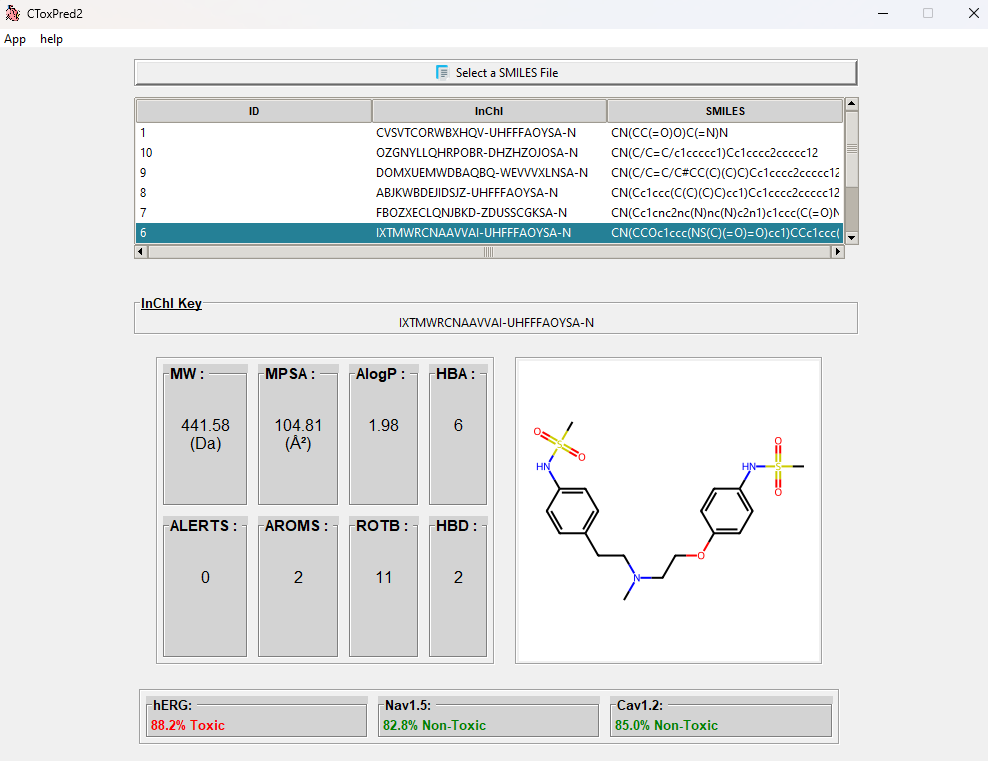 CToxPred2
App help
Select a SMILES File
ID InChI SMILES
1 CVSVTCORWBXHQV-UHFFFAOYSA-N CN(CC(=O)O)C(=N)N
10 OZGNYLLQHRPOBR-DHZHZOJOSA-N CN(C/C=C/c1ccccc1)Cc1cccc2ccccc12
9 DOMXUEMWDBAQBQ-WEVVVXLNSA-N CN(C/C=C/C#CC(C)(C)C)Cc1cccc2ccccc12
8 ABJKWBDEJIDSJZ-UHFFFAOYSA-N CN(Cc1ccc(C(C)(C)C)cc1)Cc1cccc2ccccc12
7 FBOZXECLQNJBKD-ZDUSSCGKSA-N CN(Cc1cnc2nc(N)nc(N)c2n1)c1ccc(C(=O)N
6 IXTMWRCNAAVVAI-UHFFFAOYSA-N CN(CCOc1ccc(NS(C)(=O)=O)cc1)CCc1ccc(
InChI Key
IXTMWRCNAAVVAI-UHFFFAOYSA-N
MW : MPSA : AlogP : HBA :
441.58 104.81 1.98 6
(Da) (Å²)
ALERTS : AROMS : ROTB : HBD :
0 2 11 2
O S O HN
O HN S O
O
N
hERG: Nav1.5: Cav1.2:
88.2% Toxic 82.8% Non-Toxic 85.0% Non-Toxic